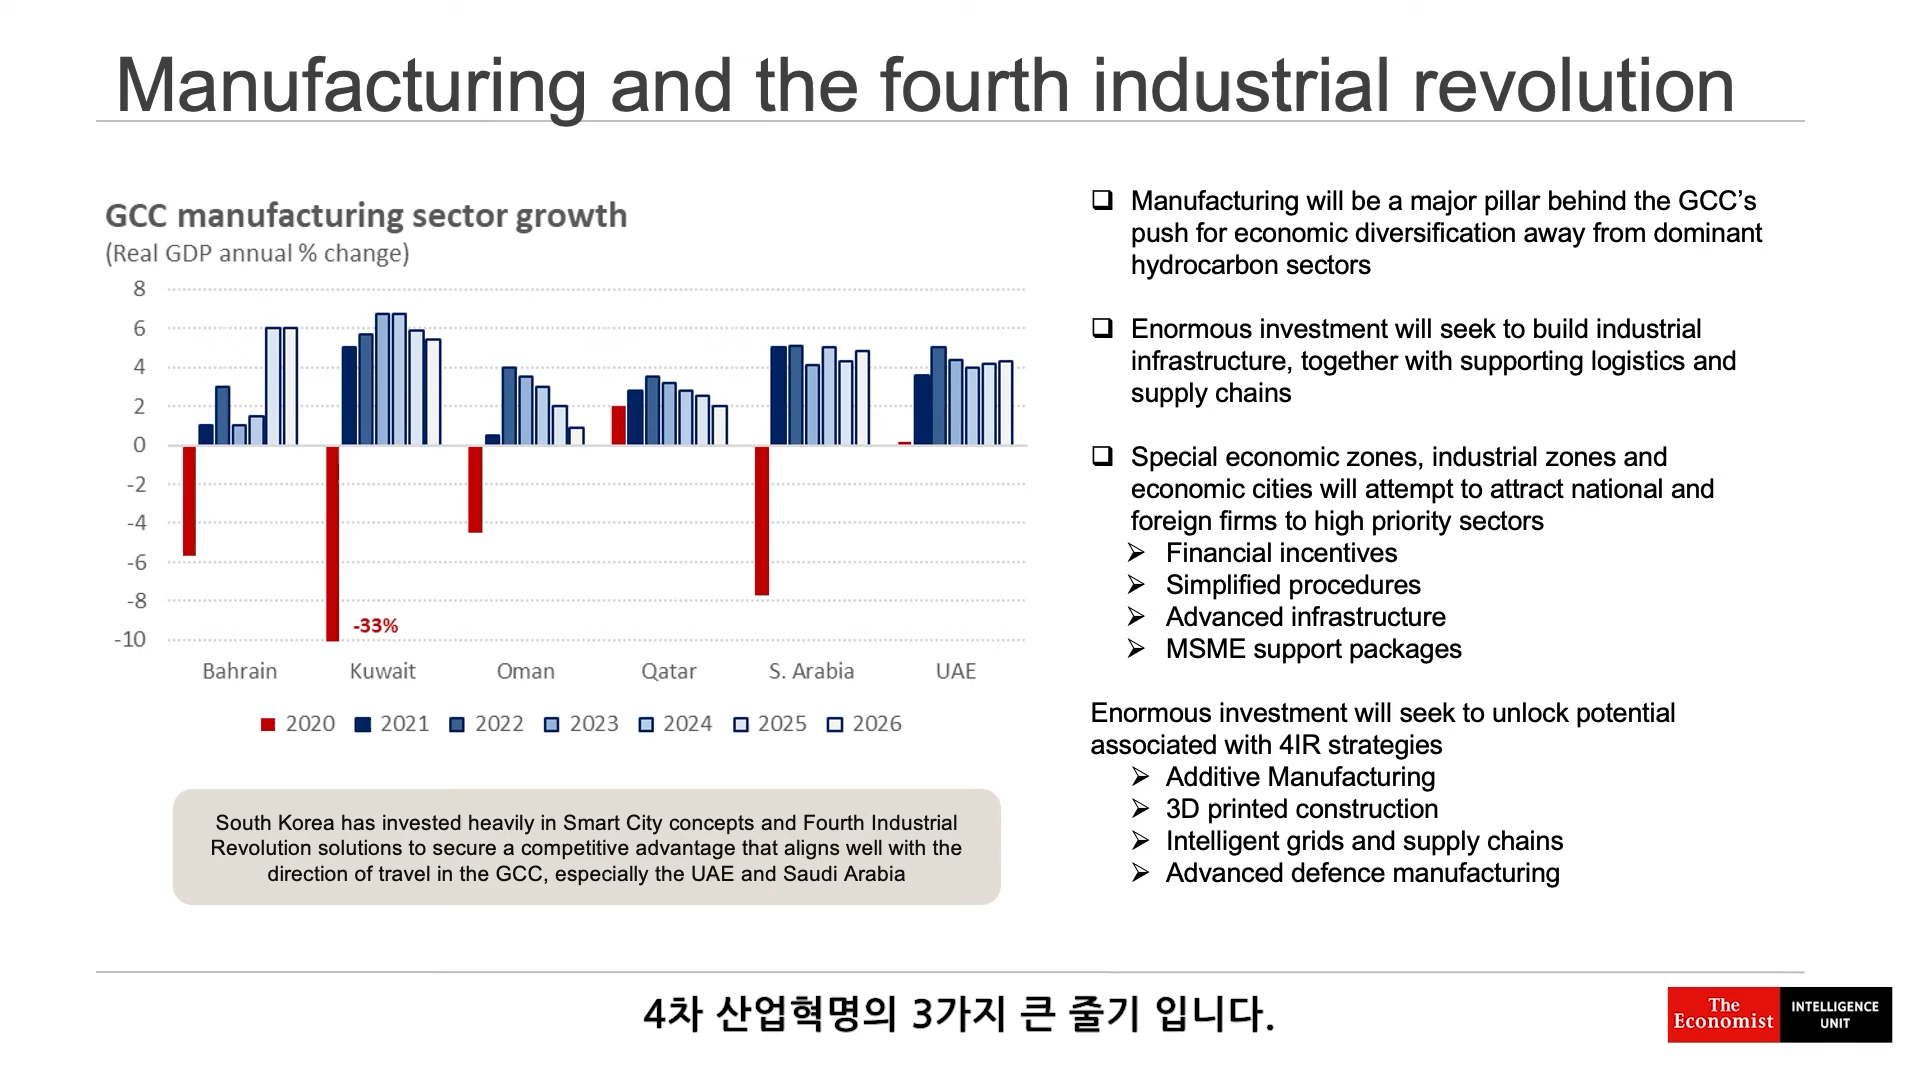 Manufacturing and the fourth industrial revolution
GCC manufacturing sector growth
(Real GDP annual % change)
8
6
4
2
0
-2
-4
-6
-8
-10
-33%
Bahrain Kuwait Oman Qatar S. Arabia UAE
2020 2021 2022 2023 2024 2025 2026
South Korea has invested heavily in Smart City concepts and Fourth Industrial
Revolution solutions to secure a competitive advantage that aligns well with the
direction of travel in the GCC, especially the UAE and Saudi Arabia
Manufacturing will be a major pillar behind the GCC’s
push for economic diversification away from dominant
hydrocarbon sectors
Enormous investment will seek to build industrial
infrastructure, together with supporting logistics and
supply chains
Special economic zones, industrial zones and
economic cities will attempt to attract national and
foreign firms to high priority sectors
Financial incentives
Simplified procedures
Advanced infrastructure
MSME support packages
Enormous investment will seek to unlock potential
associated with 4IR strategies
Additive Manufacturing
3D printed construction
Intelligent grids and supply chains
Advanced defence manufacturing
4차 산업혁명의 3가지 큰 줄기 입니다.
The
Economist
INTELLIGENCE
UNIT